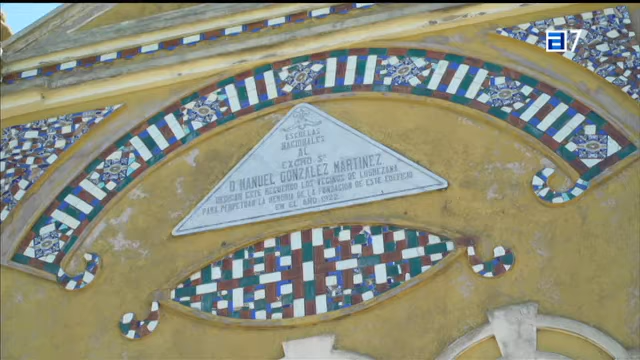 a7
ESCUELAS
NACIONALES
AL
EXCMO Sᴿ
D. MANUEL GONZALEZ MARTINEZ
DEDICAN ESTE RECUERDO LOS VECINOS DE LOUREZANA
PARA PERPETUAR LA MEMORIA DE LA FUNDACION DE ESTE EDIFICIO
EN EL 1922